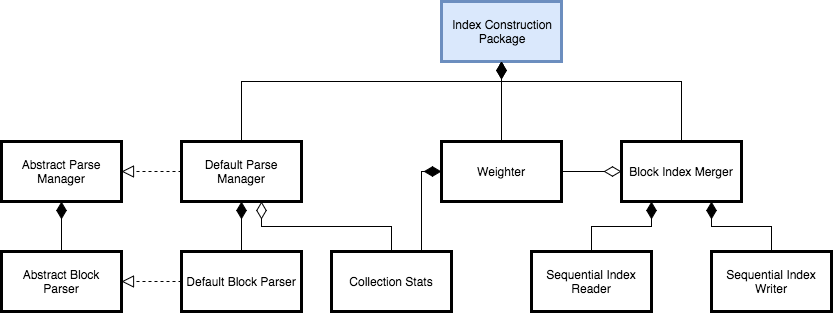 Index Construction
Package
Abstract Parse
Manager
Default Parse
Manager
Weighter
Block Index Merger
Abstract Block
Parser
Default Block Parser
Collection Stats
Sequential Index
Reader
Sequential Index
Writer